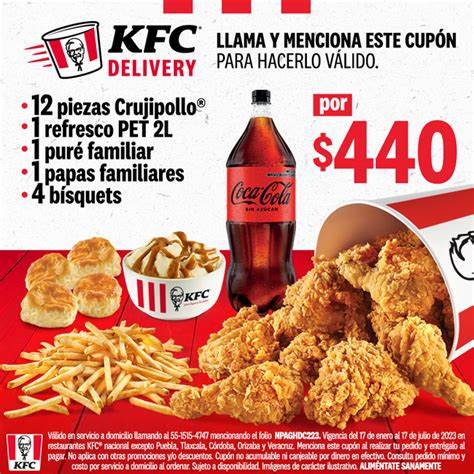 KFC
DELIVERY
LLAMA Y MENCIONA ESTE CUPÓN
PARA HACERLO VÁLIDO.
• 12 piezas Crujipollo®
• 1 refresco PET 2L
• 1 puré familiar
• 1 papas familiares
• 4 bísquets
por
$440
Coca-Cola
SIN AZÚCAR
KFC
KFC
Válido en servicio a domicilio llamando al 55-1515-4747 mencionando el folio NPAGHDC223. Vigencia del 17 de enero al 17 de julio de 2023 en
restaurantes KFC® nacional excepto Puebla, Tlaxcala, Córdoba, Orizaba y Veracruz. Menciona este cupón al realizar tu pedido y entrégalo al
pagar. No aplica con otras promociones y/o descuentos. Cupón no acumulable ni canjeable por dinero en efectivo. Consulta pedido mínimo y
costo por servicio a domicilio al ordenar. Sujeto a disponibilidad. Imágenes de carácter ilustrativo. ALIMÉNTATE SANAMENTE